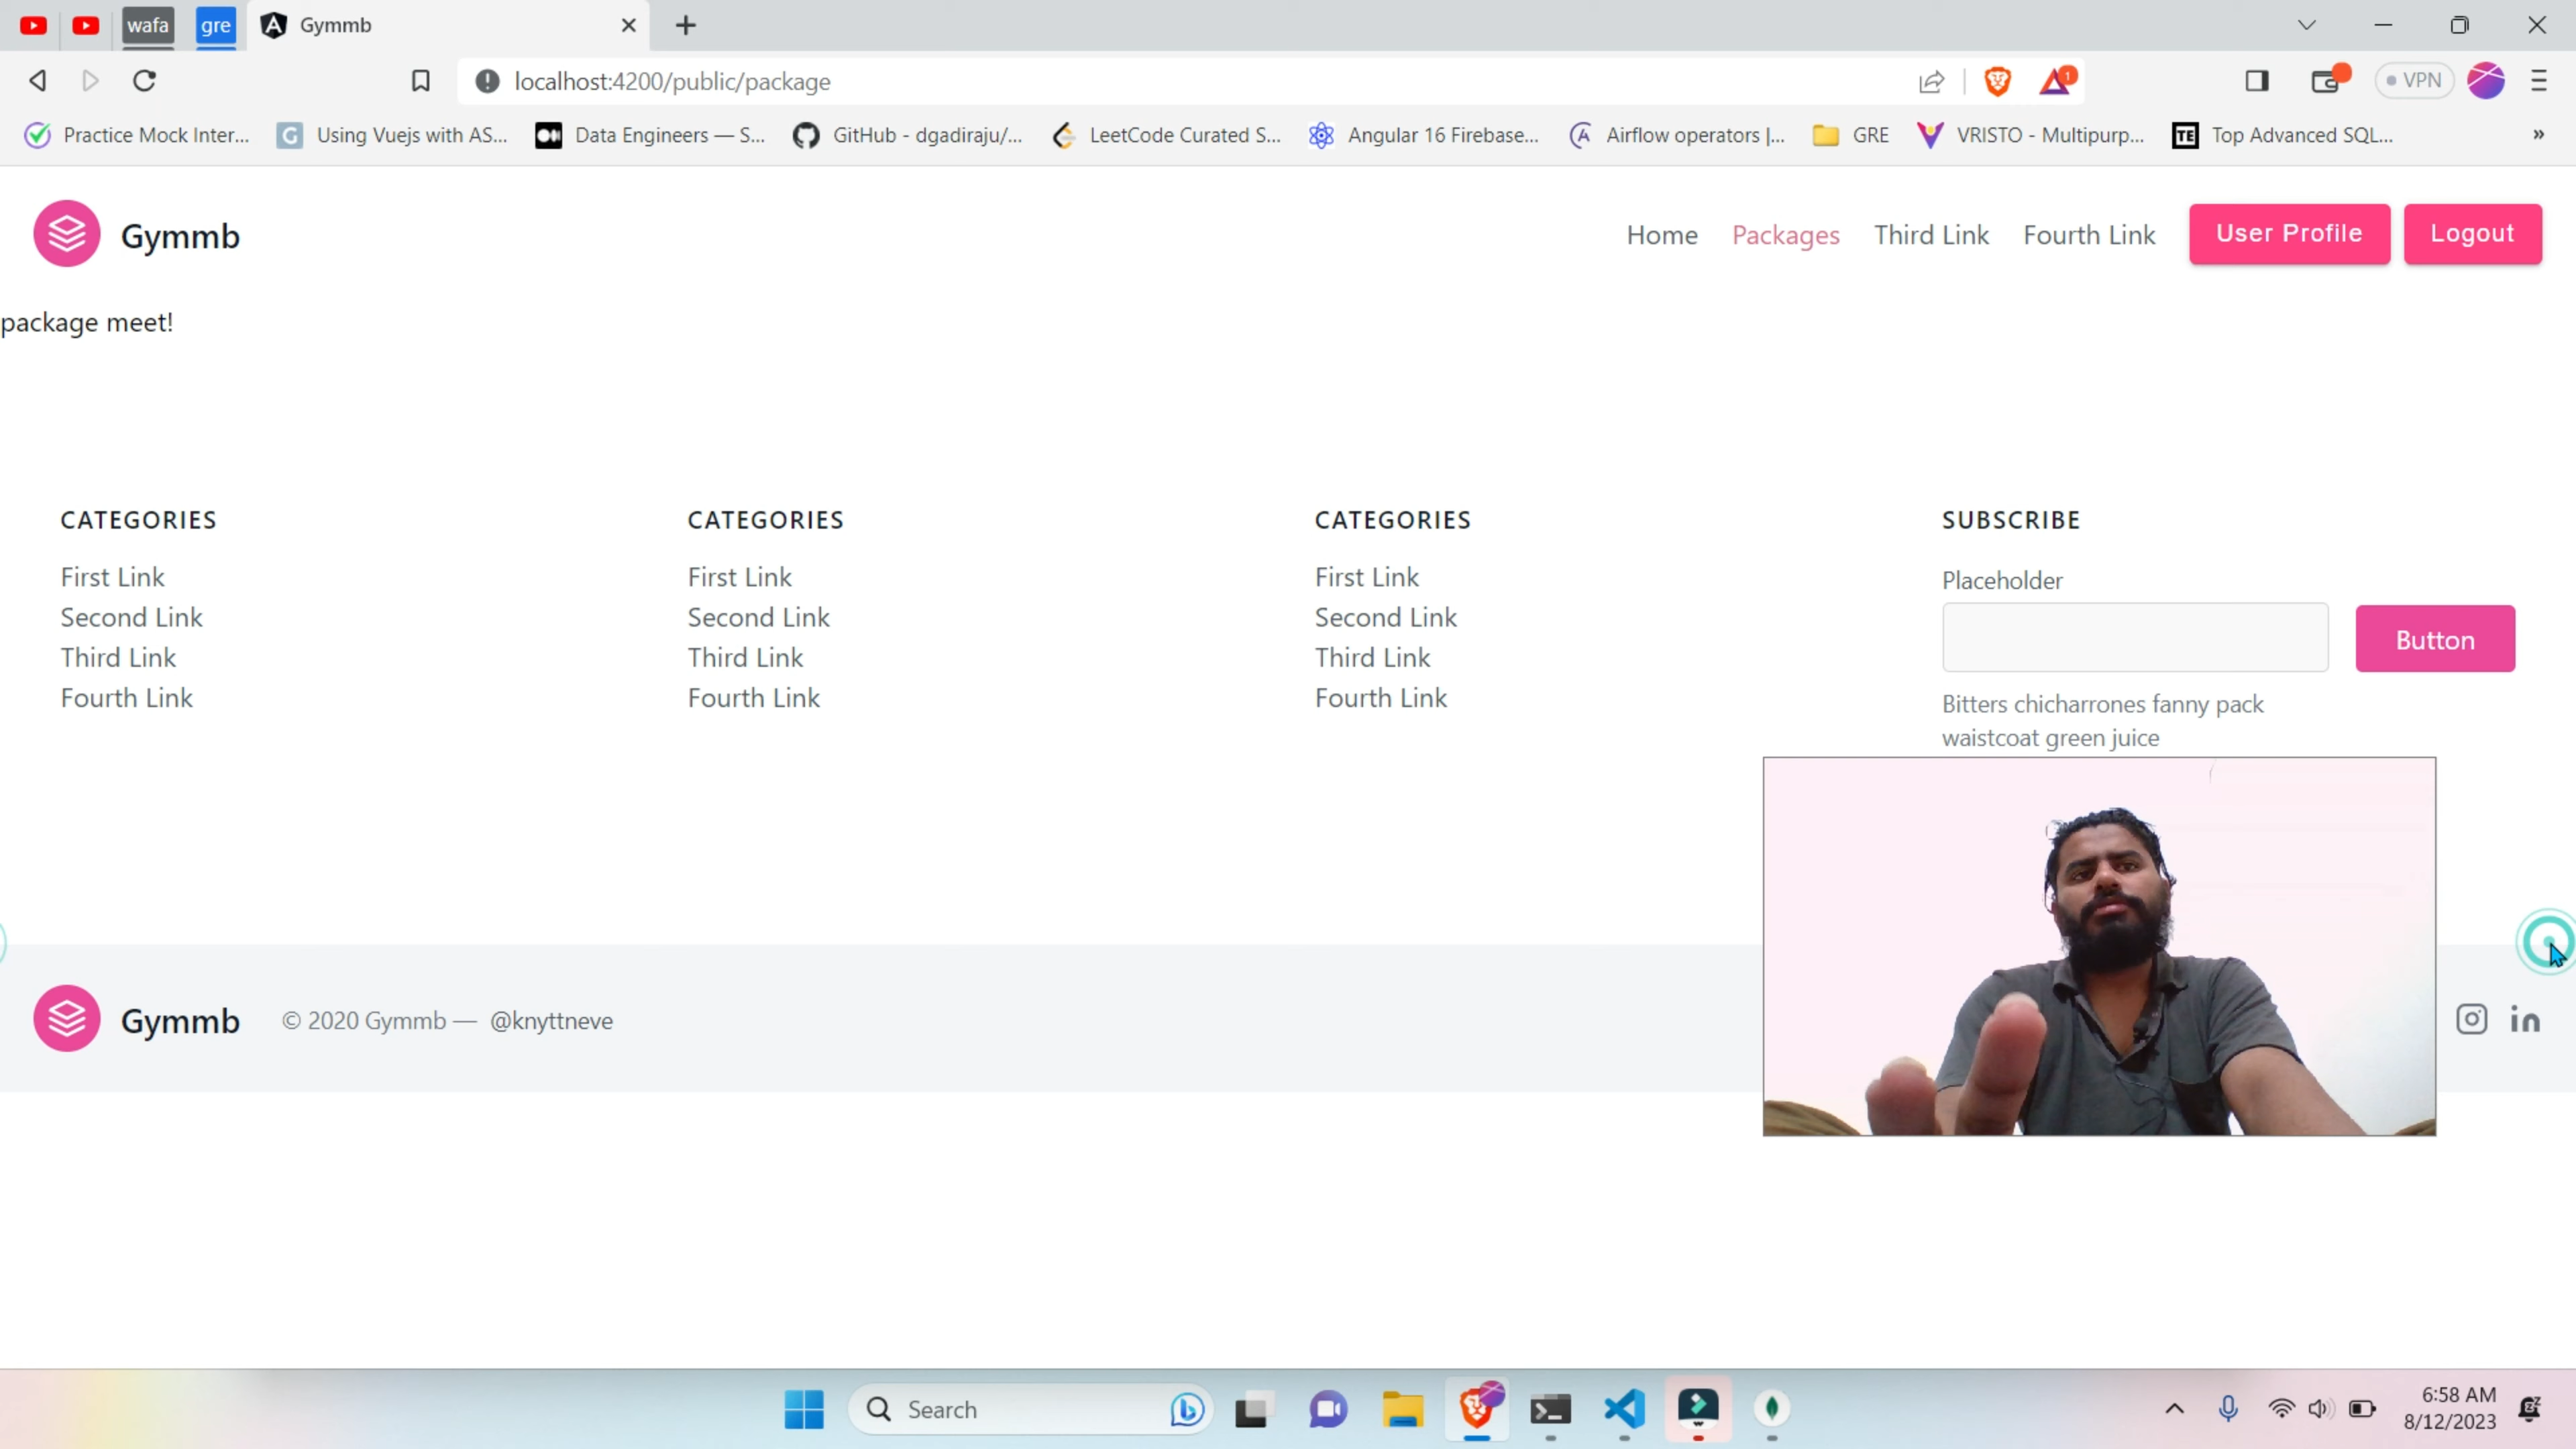 wafa gre Gymmb
localhost:4200/public/package 1 VPN
Practice Mock Inter... Using Vuejs with AS... Data Engineers — S... GitHub - dgadiraju/... LeetCode Curated S... Angular 16 Firebase... Airflow operators |... GRE VRISTO - Multipurp... TE Top Advanced SQL... »
Gymmb Home Packages Third Link Fourth Link User Profile Logout
package meet!
CATEGORIES
First Link
Second Link
Third Link
Fourth Link
CATEGORIES
First Link
Second Link
Third Link
Fourth Link
CATEGORIES
First Link
Second Link
Third Link
Fourth Link
SUBSCRIBE
Placeholder
Button
Bitters chicharrones fanny pack
waistcoat green juice
Gymmb © 2020 Gymmb — @knyttneve in
Search
6:58 AM
8/12/2023